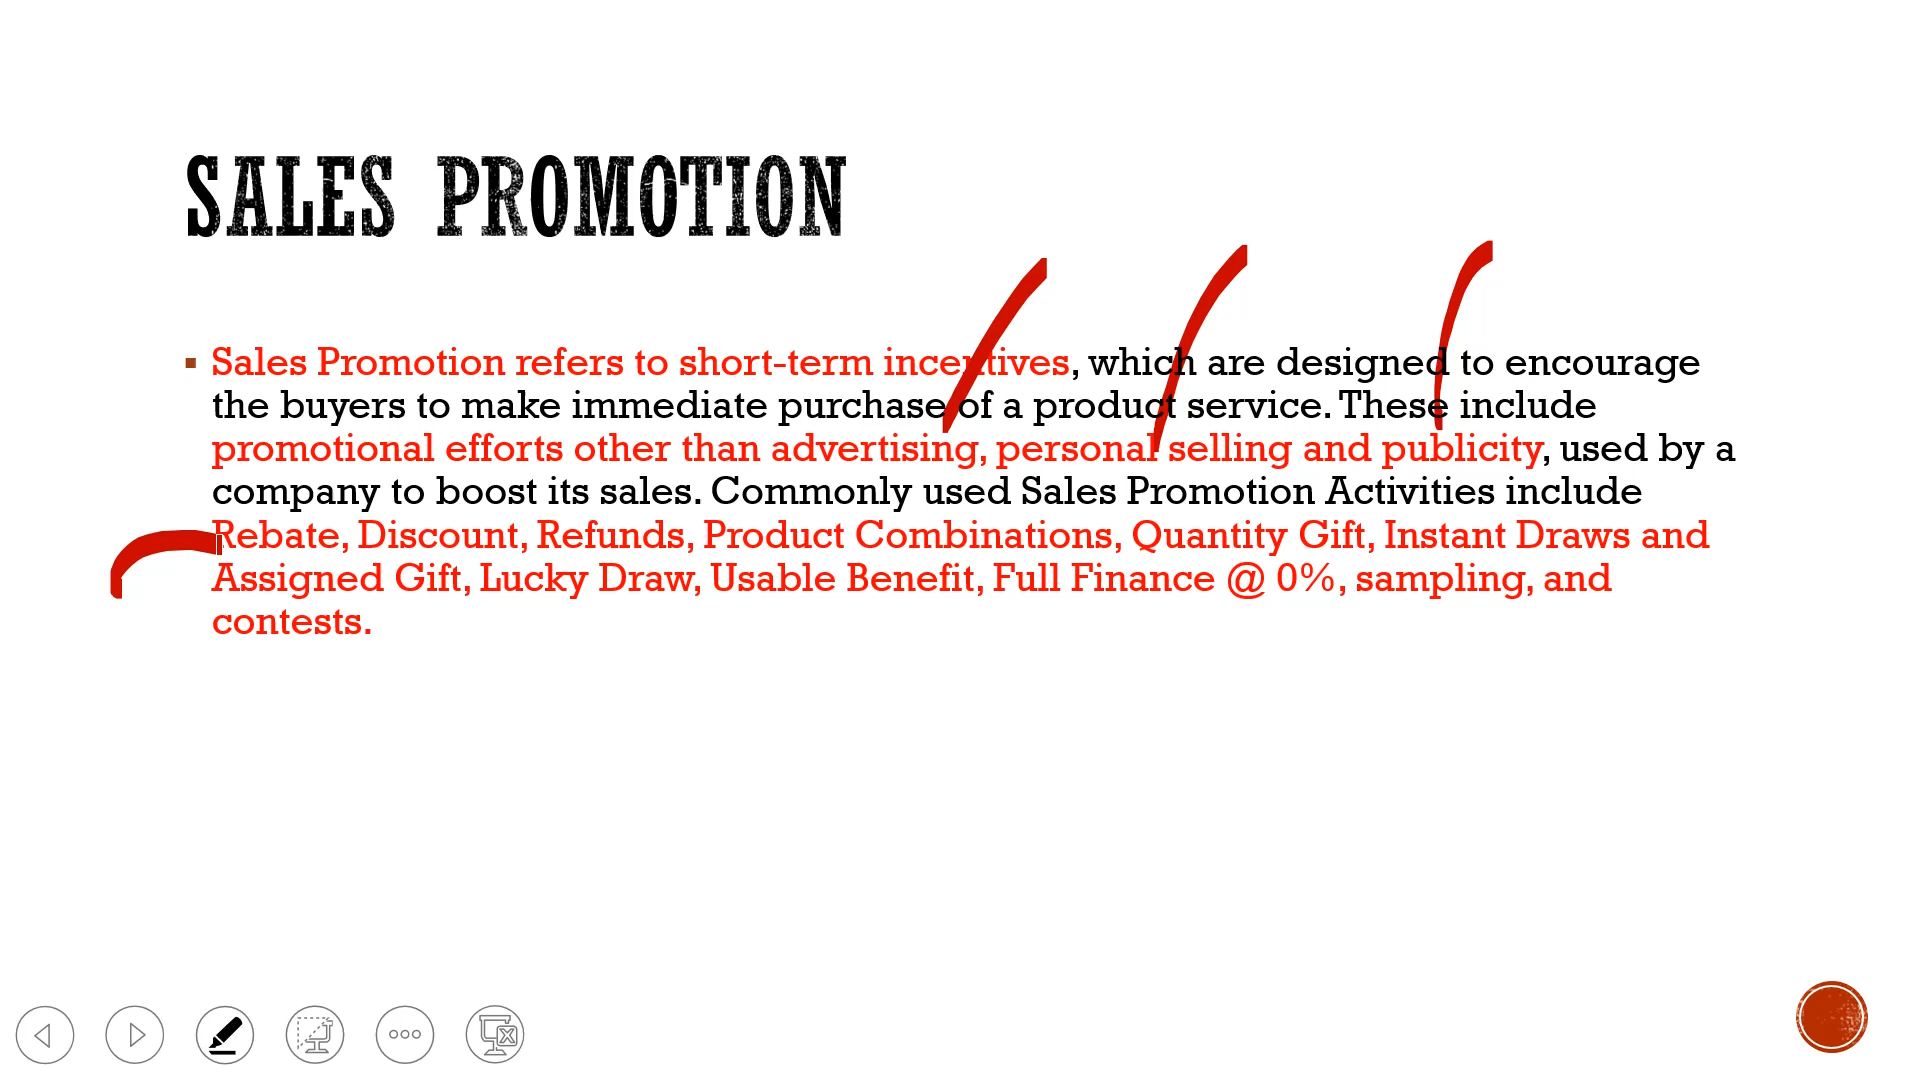 SALES PROMOTION
▪ Sales Promotion refers to short-term incentives, which are designed to encourage
the buyers to make immediate purchase of a product service. These include
promotional efforts other than advertising, personal selling and publicity, used by a
company to boost its sales. Commonly used Sales Promotion Activities include
Rebate, Discount, Refunds, Product Combinations, Quantity Gift, Instant Draws and
Assigned Gift, Lucky Draw, Usable Benefit, Full Finance @ 0%, sampling, and
contests.